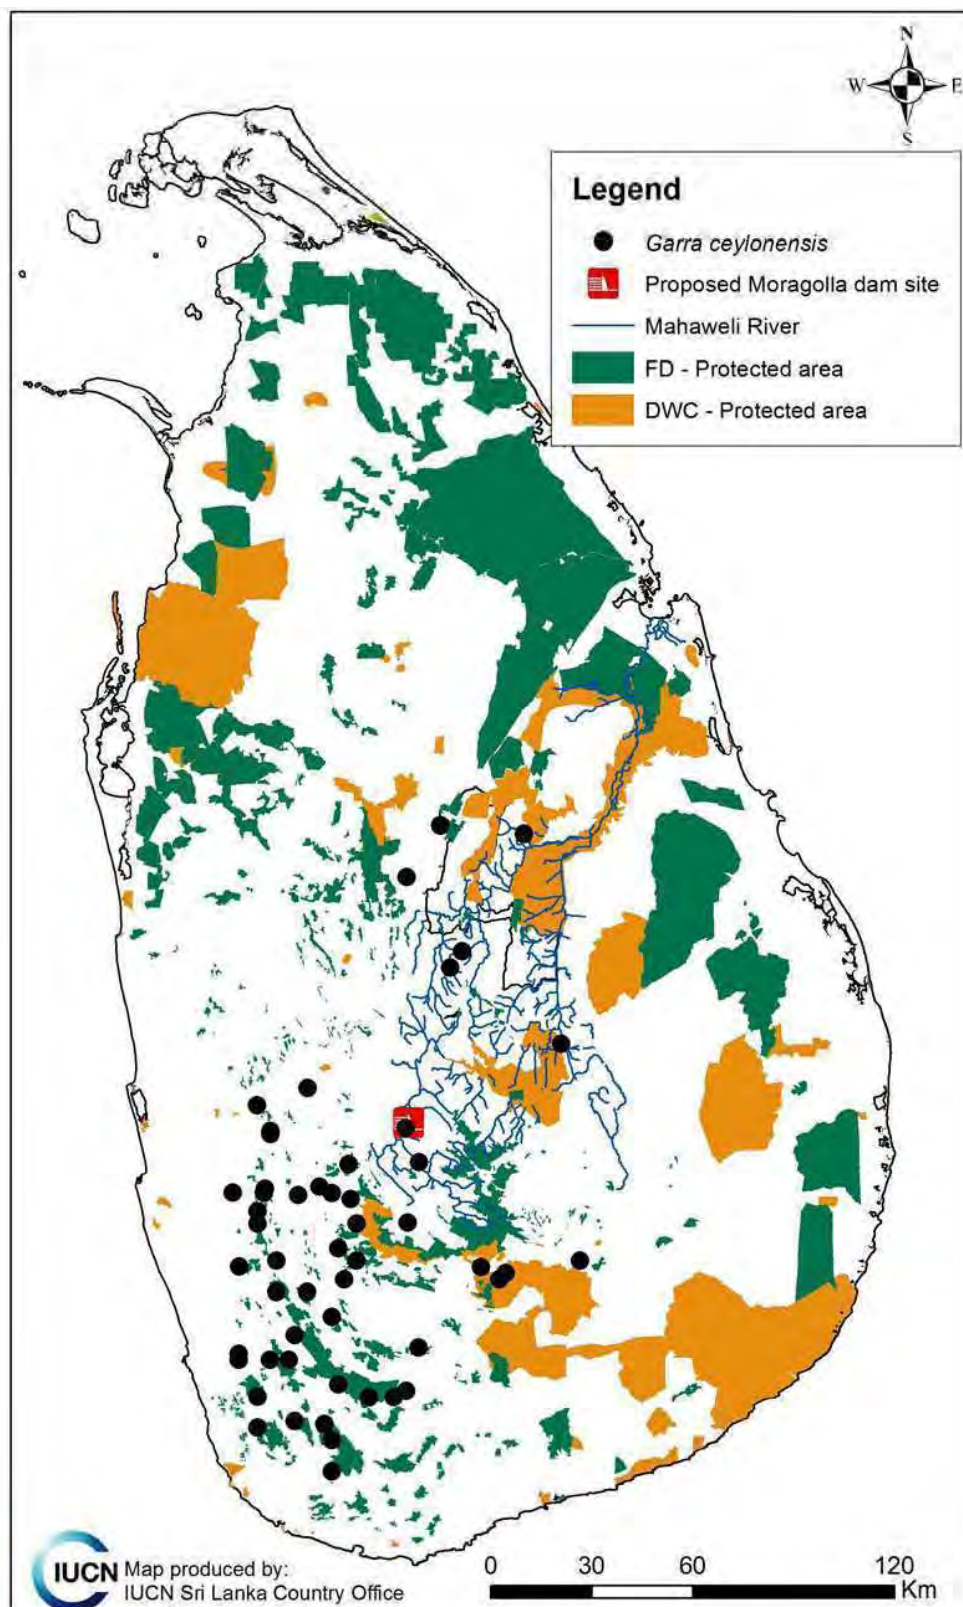 N
W E
S
Legend
Garra ceylonensis
Proposed Moragolla dam site
Mahaweli River
FD - Protected area
DWC - Protected area
IUCN
Map produced by:
IUCN Sri Lanka Country Office
0 30 60 120
Km